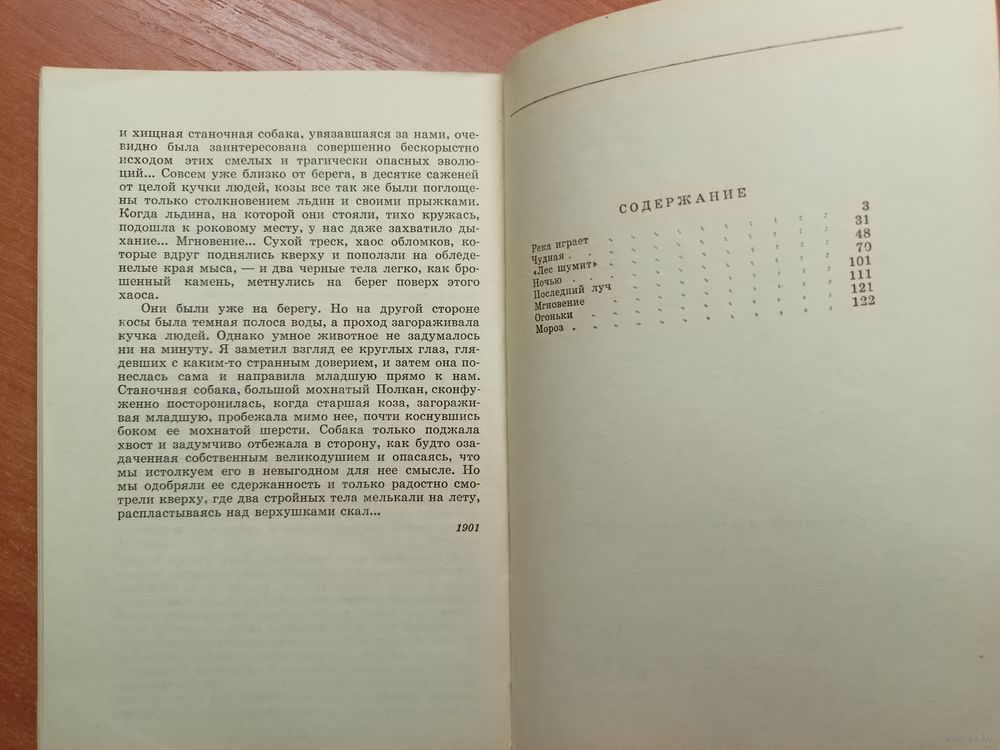 и хищная станочная собака, увязавшаяся за нами, оче-
видно была заинтересована совершенно бескорыстно
исходом этих смелых и трагически опасных эволю-
ций... Совсем уже близко от берега, в десятке саженей
от целой кучки людей, козы все так же были поглоще-
ны только столкновением льдин и своими прыжками.
Когда льдина, на которой они стояли, тихо кружась,
подошла к роковому месту, у нас даже захватило ды-
хание... Мгновение... Сухой треск, хаос обломков, ко-
торые вдруг поднялись кверху и поползли на обледе-
нелые края мыса, — и два черные тела легко, как бро-
шенный камень, метнулись на берег поверх этого
хаоса.
Они были уже на берегу. Но на другой стороне
косы была темная полоса воды, а проход загораживала
кучка людей. Однако умное животное не задумалось
ни на минуту. Я заметил взгляд ее круглых глаз, гля-
девших с каким-то странным доверием, и затем она по-
неслась сама и направила младшую прямо к нам.
Станочная собака, большой мохнатый Полкан, сконфу-
женно посторонилась, когда старшая коза, загоражи-
вая младшую, пробежала мимо нее, почти коснувшись
боком ее мохнатой шерсти. Собака только поджала
хвост и задумчиво отбежала в сторону, как будто оза-
даченная собственным великодушием и опасаясь, что
мы истолкуем его в невыгодном для нее смысле. Но
мы одобряли ее сдержанность и только радостно смо-
трели кверху, где два стройных тела мелькали на лету,
распластываясь над верхушками скал...
1901
СОДЕРЖАНИЕ
Река играет 3
Чудная 31
«Лес шумит» 48
Ночью 70
Последний луч 101
Мгновение 111
Огоньки 121
Мороз 122
www.av.by